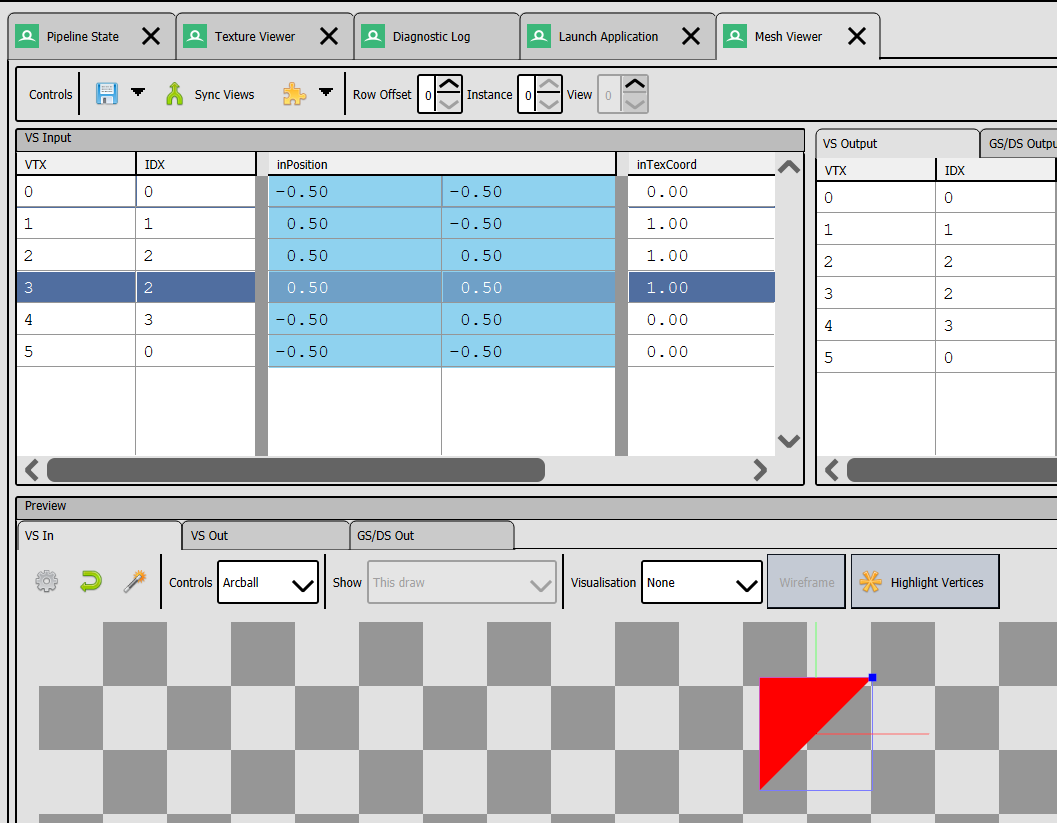 Pipeline State Texture Viewer Diagnostic Log Launch Application Mesh Viewer
Controls Sync Views Row Offset 0 Instance 0 View 0
VS Input
VTX IDX inPosition inTexCoord
0 0 -0.50 -0.50 0.00
1 1 0.50 -0.50 1.00
2 2 0.50 0.50 1.00
3 2 0.50 0.50 1.00
4 3 -0.50 0.50 0.00
5 0 -0.50 -0.50 0.00
VS Output GS/DS Outpu
VTX IDX
0 0
1 1
2 2
3 2
4 3
5 0
Preview
VS In VS Out GS/DS Out
Controls Arcball Show This draw Visualisation None Wireframe Highlight Vertices